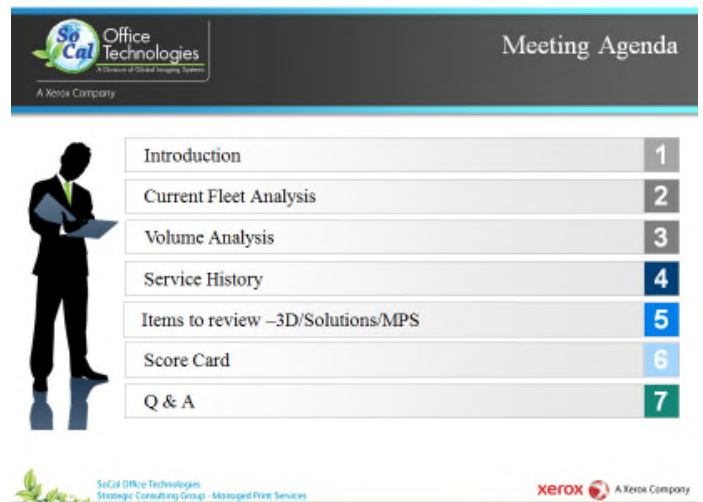 So Cal Office Technologies
A Division of Global Imaging Systems
A Xerox Company
Meeting Agenda
Introduction 1
Current Fleet Analysis 2
Volume Analysis 3
Service History 4
Items to review –3D/Solutions/MPS 5
Score Card 6
Q & A 7
SoCal Office Technologies
Strategic Consulting Group - Managed Print Services
xerox A Xerox Company